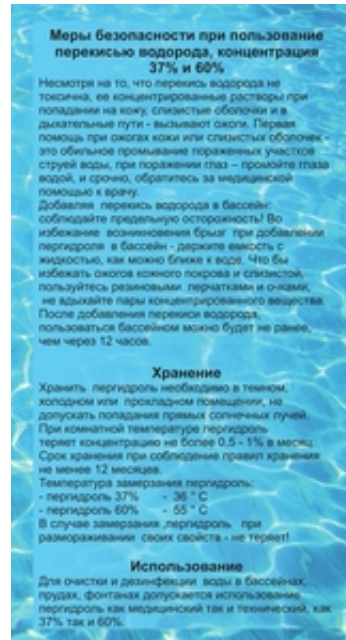 Меры безопасности при пользование
перекисью водорода, концентрация
37% и 60%
Несмотря на то, что перекись водорода не
токсична, ее концентрированные растворы при
попадании на кожу, слизистые оболочки и в
дыхательные пути - вызывают ожоги. Первая
помощь при ожогах кожи или слизистых оболочек -
это обильное промывание пораженных участков
струей воды, при поражении глаз – промойте глаза
водой, и срочно, обратитесь за медицинской
помощью к врачу.
Добавляя перекись водорода в бассейн:
соблюдайте предельную осторожность! Во
избежание возникновения брызг при добавлении
пергидроля в бассейн - держите емкость с
жидкостью, как можно ближе к воде. Что бы
избежать ожогов кожного покрова и слизистой,
пользуйтесь резиновыми перчатками и очками,
не вдыхайте пары концентрированного вещества.
После добавления перекиси водорода,
пользоваться бассейном можно будет не ранее,
чем через 12 часов.
Хранение
Хранить пергидроль необходимо в темном,
холодном или прохладном помещении, не
допускать попадания прямых солнечных лучей.
При комнатной температуре пергидроль
теряет концентрацию не более 0,5 - 1% в месяц.
Срок хранения при соблюдение правил хранения
не менее 12 месяцев.
Температура замерзания пергидроль:
- пергидроль 37% - 36 ° С
- пергидроль 60% - 55 ° С
В случае замерзания ,пергидроль при
размораживании своих свойств - не теряет!
Использование
Для очистки и дезинфекции воды в бассейнах,
прудах, фонтанах допускается использование
пергидроль как медицинский так и технический, как
37% так и 60%.